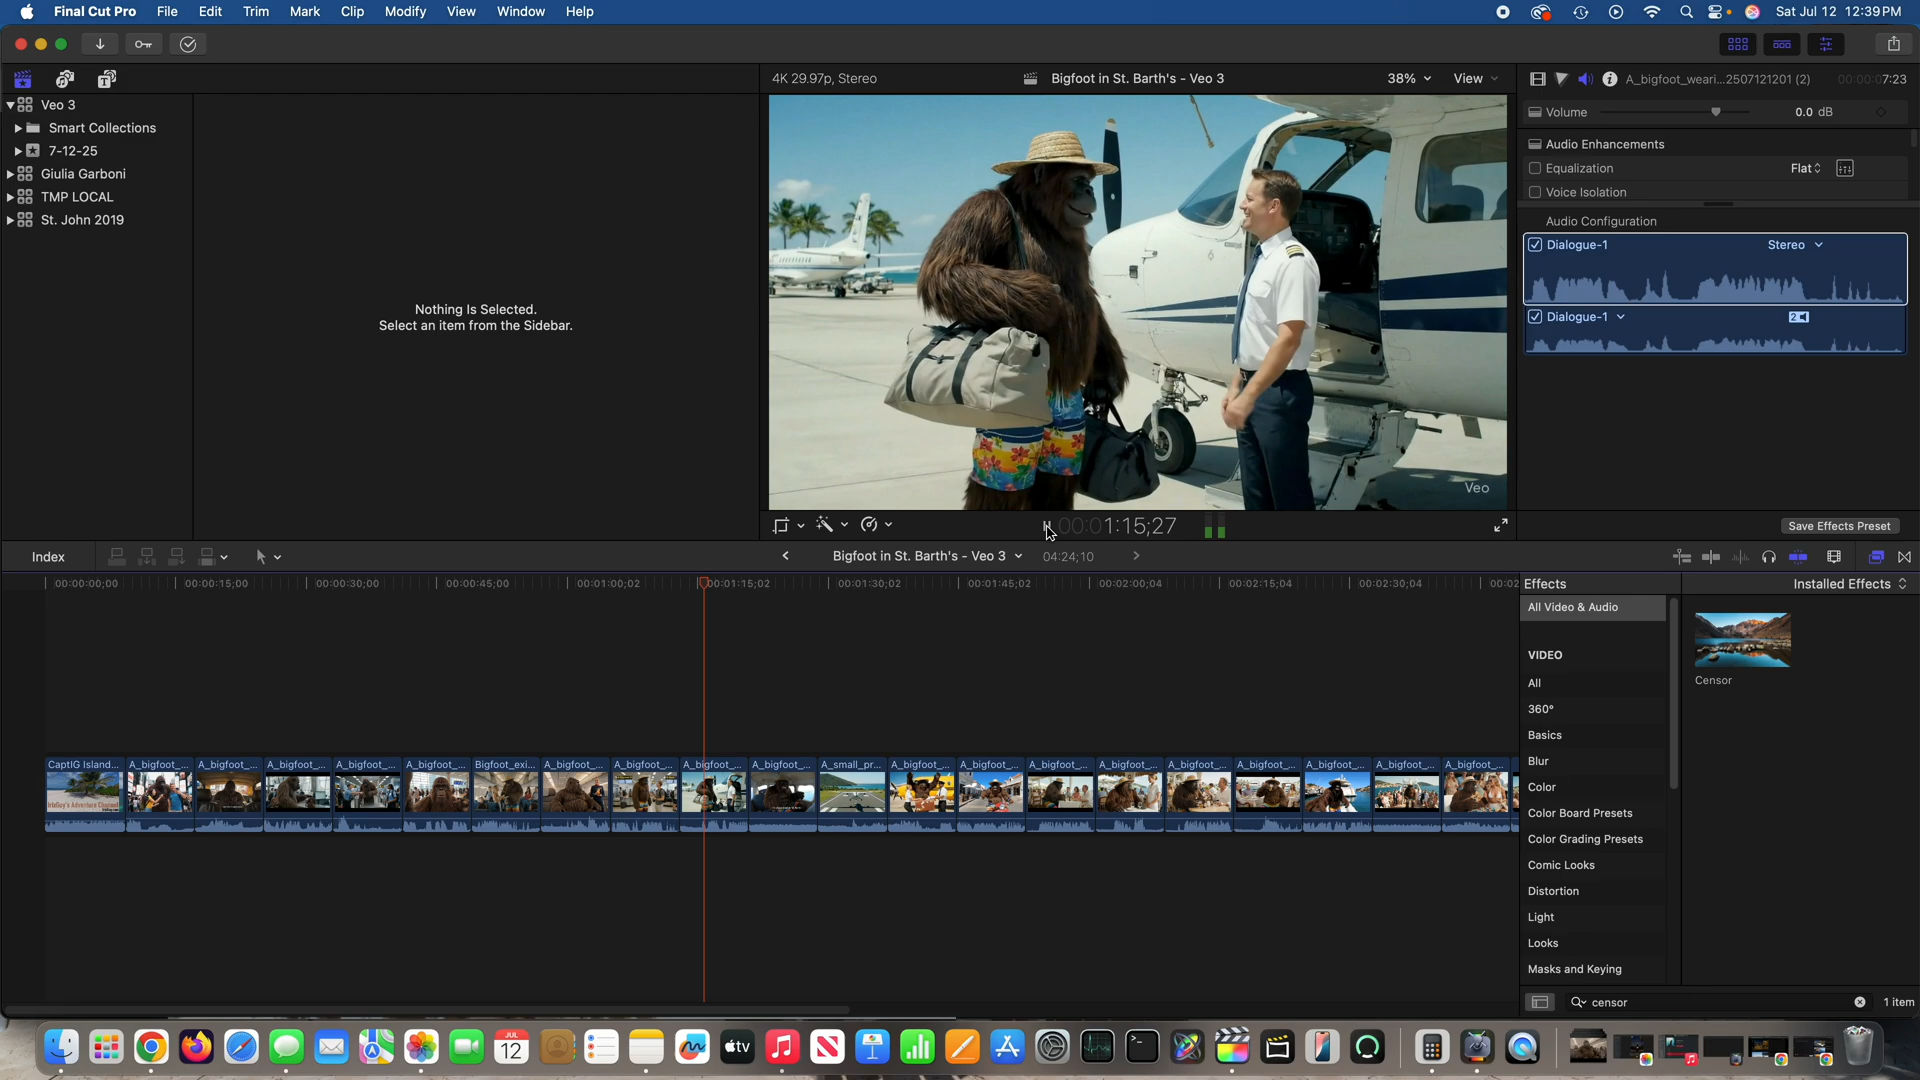 Final Cut Pro File Edit Trim Mark Clip Modify View Window Help Sat Jul 12 12:39 PM
4K 29.97p, Stereo Bigfoot in St. Barth's - Veo 3 38% View A_bigfoot_weari...2507121201 (2) 00:00:07:23
Veo 3
Smart Collections
7-12-25
Giulia Garboni
TMP LOCAL
St. John 2019
Nothing Is Selected.
Select an item from the Sidebar.
Veo
Volume 0.0 dB
Audio Enhancements
Equalization Flat
Voice Isolation
Audio Configuration
Dialogue-1 Stereo
Dialogue-1 2
Save Effects Preset
00:01:15;27
Index Bigfoot in St. Barth's - Veo 3 04:24;10
00:00:00;00 00:00:15;00 00:00:30;00 00:00:45;00 00:01:00;02 00:01:15;02 00:01:30;02 00:01:45;02 00:02:00;04 00:02:15;04 00:02:30;04 00:02
CaptIG Island... A_bigfoot_... A_bigfoot_... A_bigfoot_... A_bigfoot_... A_bigfoot_... Bigfoot_exi... A_bigfoot_... A_bigfoot_... A_bigfoot_... A_bigfoot_... A_small_pr... A_bigfoot_... A_bigfoot_... A_bigfoot_... A_bigfoot_... A_bigfoot_... A_bigfoot_... A_bigfoot_... A_bigfoot_... A_bigfoot_...
Effects Installed Effects
All Video & Audio
VIDEO
All
360°
Basics
Blur
Color
Color Board Presets
Color Grading Presets
Comic Looks
Distortion
Light
Looks
Masks and Keying
Censor
censor 1 item
JUL
12
tv